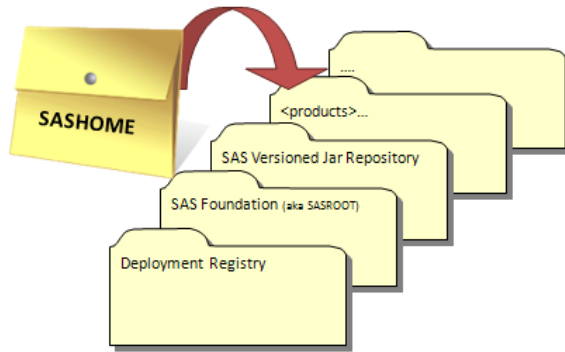 SASHOME
....
<products>...
SAS Versioned Jar Repository
SAS Foundation (aka SASROOT)
Deployment Registry